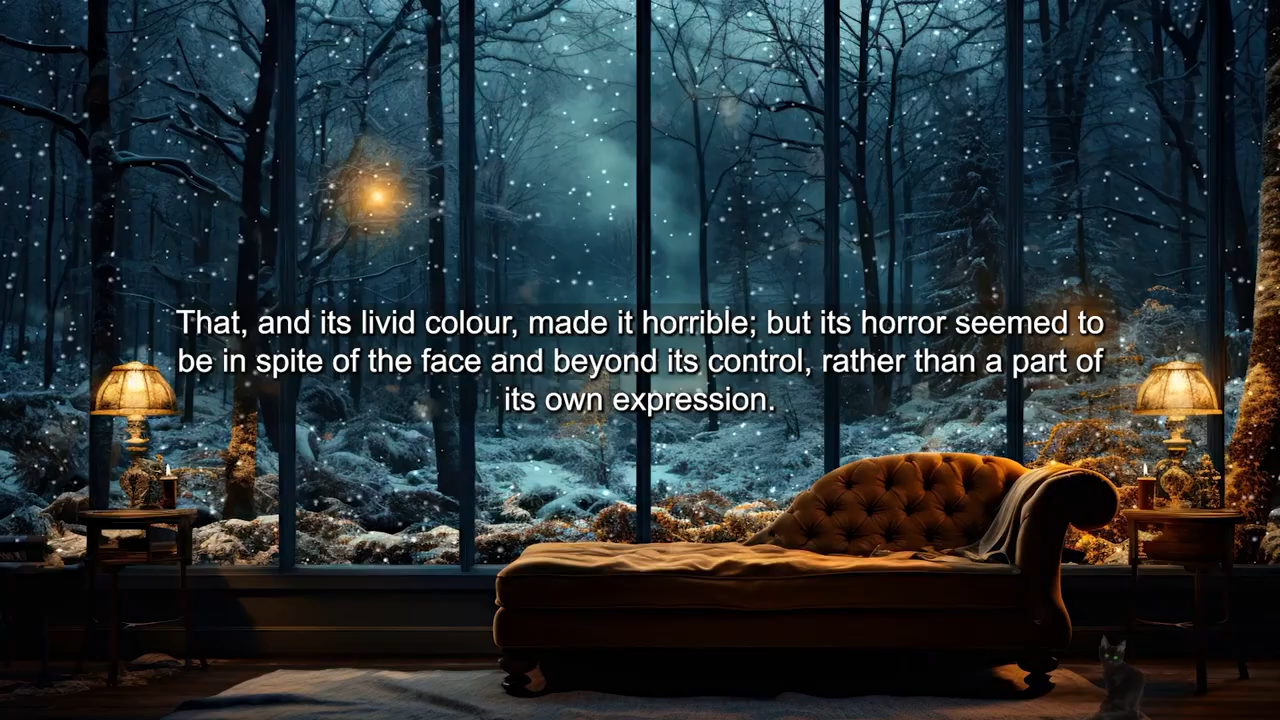 That, and its livid colour, made it horrible; but its horror seemed to
be in spite of the face and beyond its control, rather than a part of
its own expression.